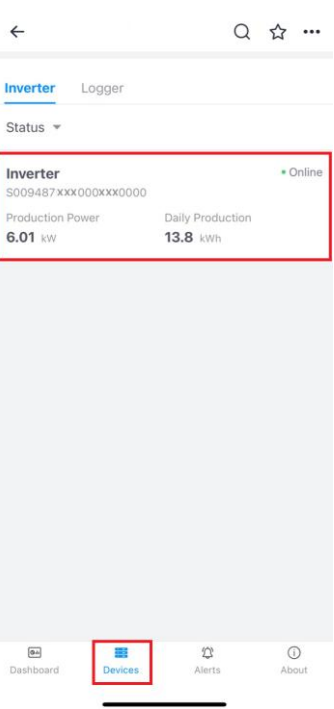 Inverter Logger
Status
Inverter Online
S009487xxx000xxx0000
Production Power Daily Production
6.01 kW 13.8 kWh
Dashboard Devices Alerts About